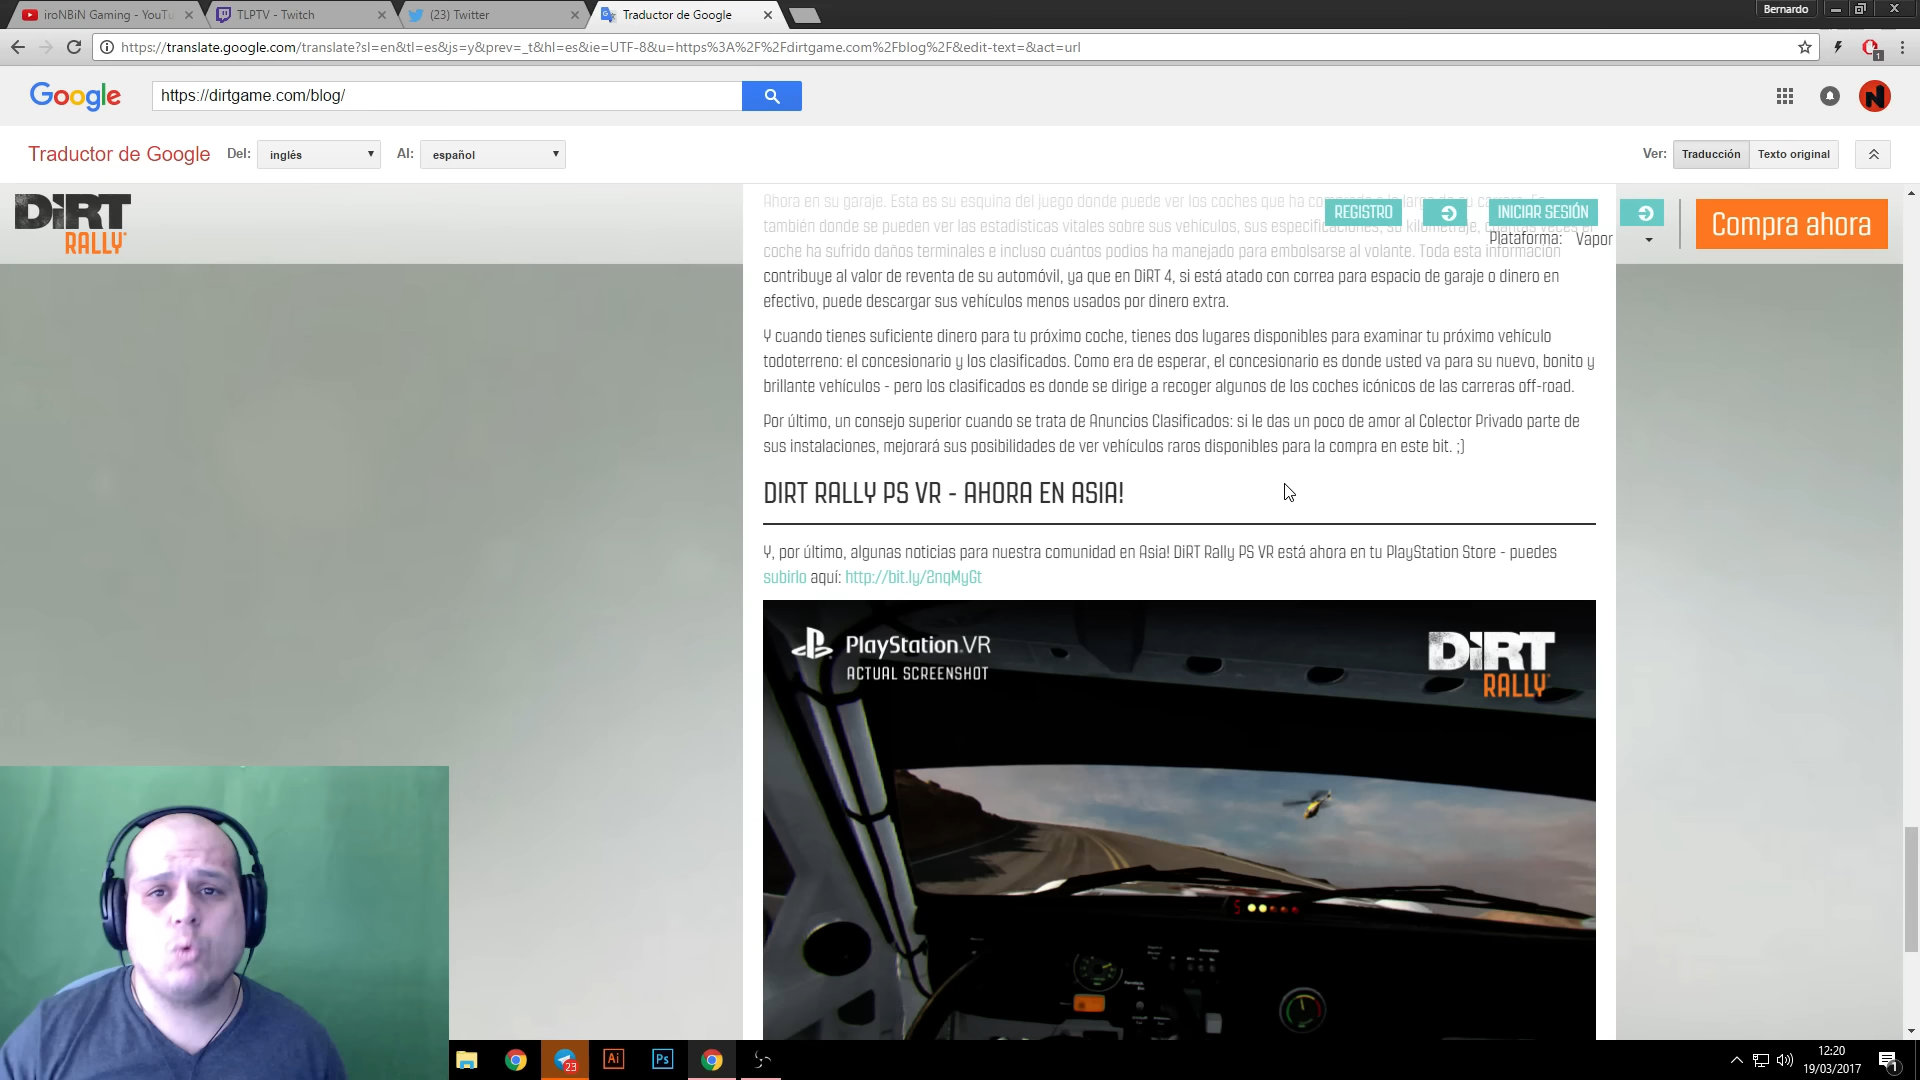 iroNBiN Gaming - YouTu
TLPTV - Twitch
(23) Twitter
Traductor de Google
Bernardo
https://translate.google.com/translate?sl=en&tl=es&js=y&prev=_t&hl=es&ie=UTF-8&u=https%3A%2F%2Fdirtgame.com%2Fblog%2F&edit-text=&act=url
1
Google
https://dirtgame.com/blog/
Traductor de Google
Del:
inglés
Al:
español
Ver:
Traducción
Texto original
DiRT
RALLY
REGISTRO
INICIAR SESIÓN
Plataforma: Vapor
Compra ahora
Ahora en su garaje. Esta es su esquina del juego donde puede ver los coches que ha
también donde se pueden ver las estadísticas vitales sobre sus vehículos, sus
coche ha sufrido daños terminales e incluso cuántos podios ha manejado para embolsarse al volante. Toda esta información
contribuye al valor de reventa de su automóvil, ya que en DiRT 4, si está atado con correa para espacio de garaje o dinero en
efectivo, puede descargar sus vehículos menos usados por dinero extra.
Y cuando tienes suficiente dinero para tu próximo coche, tienes dos lugares disponibles para examinar tu próximo vehículo
todoterreno: el concesionario y los clasificados. Como era de esperar, el concesionario es donde usted va para su nuevo, bonito y
brillante vehículos - pero los clasificados es donde se dirige a recoger algunos de los coches icónicos de las carreras off-road.
Por último, un consejo superior cuando se trata de Anuncios Clasificados: si le das un poco de amor al Colector Privado parte de
sus instalaciones, mejorará sus posibilidades de ver vehículos raros disponibles para la compra en este bit. ;)
DIRT RALLY PS VR - AHORA EN ASIA!
Y, por último, algunas noticias para nuestra comunidad en Asia! DiRT Rally PS VR está ahora en tu PlayStation Store - puedes
subirlo aquí: http://bit.ly/2nqMyGt
PlayStation.VR
ACTUAL SCREENSHOT
DiRT
RALLY
23
Ai
Ps
12:20
19/03/2017
1